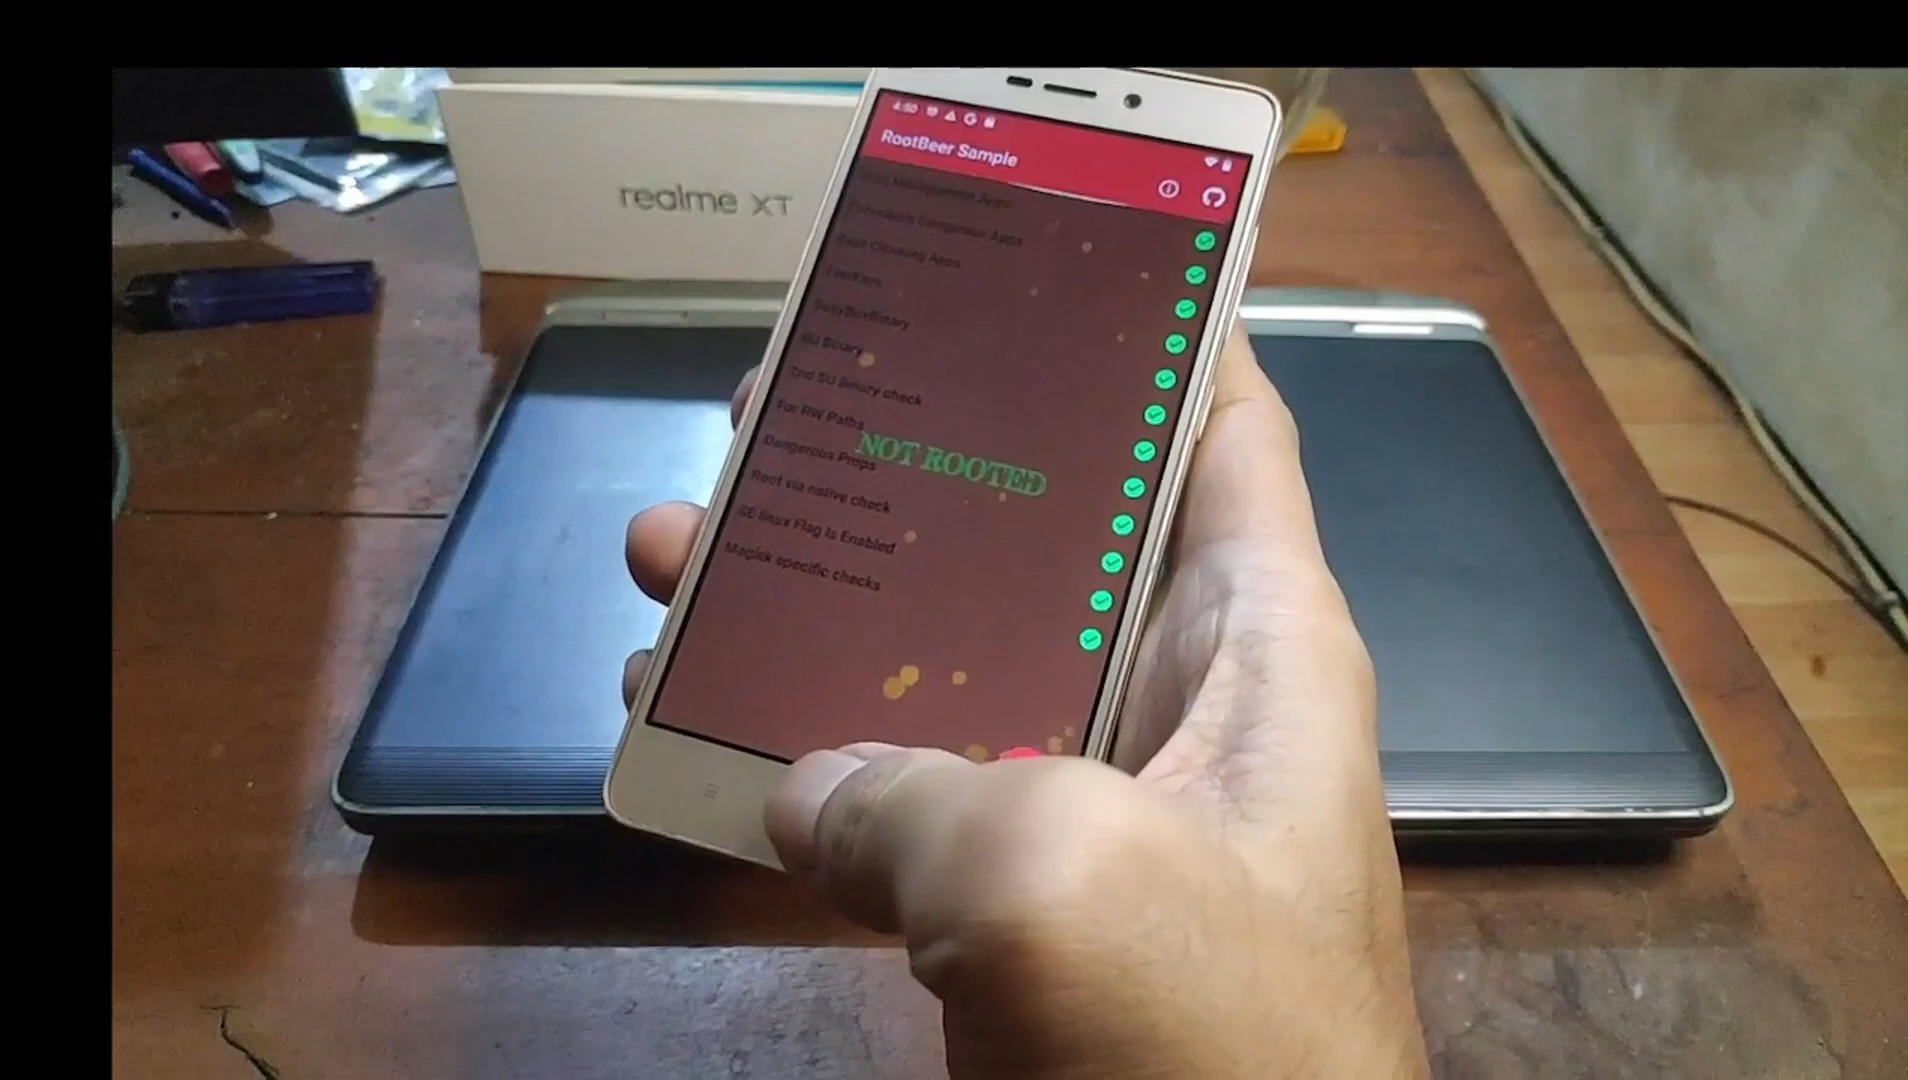 realme XT
4:50
RootBeer Sample
Root Management Apps
Potentially Dangerous Apps
Root Cloaking Apps
TestKeys
BusyBoxBinary
SU Binary
2nd SU Binary check
For RW Paths
Dangerous Props
NOT ROOTED
Root via native check
SE linux Flag Is Enabled
Magisk specific checks